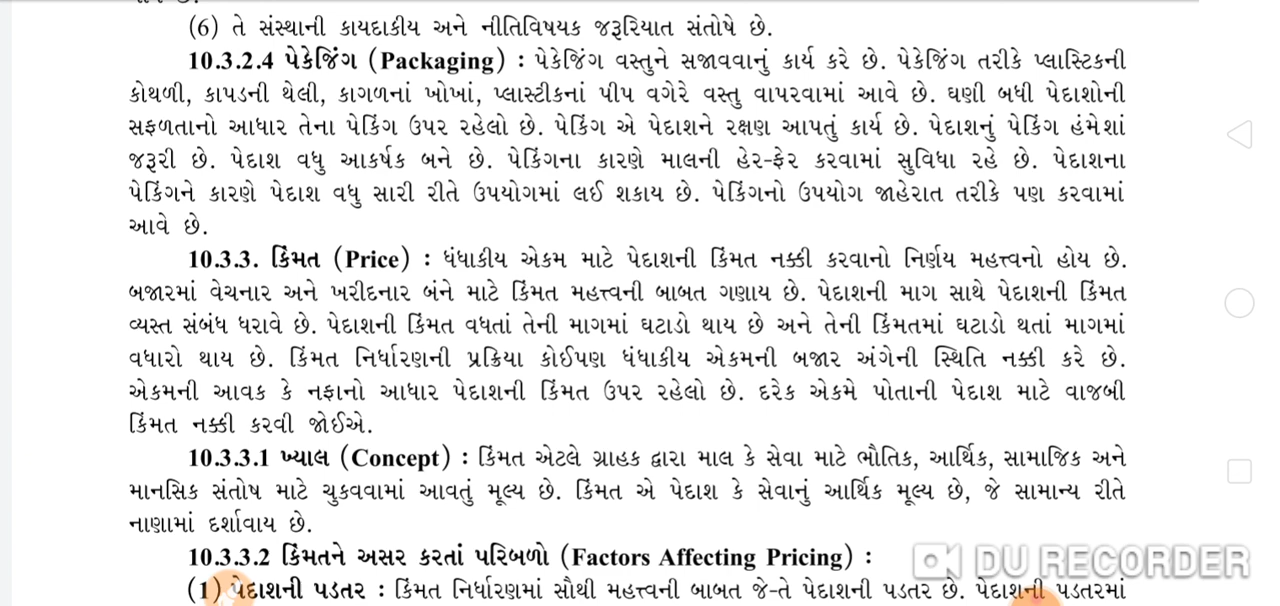 (6) તે સંસ્થાની કાયદાકીય અને નીતિવિષયક જરૂરિયાત સંતોષે છે.
10.3.2.4 પેકેજિંગ (Packaging) : પેકેજિંગ વસ્તુને સજાવવાનું કાર્ય કરે છે. પેકેજિંગ તરીકે પ્લાસ્ટિકની
કોથળી, કાપડની થેલી, કાગળનાં ખોખાં, પ્લાસ્ટીકનાં પીપ વગેરે વસ્તુ વાપરવામાં આવે છે. ઘણી બધી પેદાશોની
સફળતાનો આધાર તેના પેકિંગ ઉપર રહેલો છે. પેકિંગ એ પેદાશને રક્ષણ આપતું કાર્ય છે. પેદાશનું પેકિંગ હંમેશાં
જરૂરી છે. પેદાશ વધુ આકર્ષક બને છે. પેકિંગના કારણે માલની હેર-ફેર કરવામાં સુવિધા રહે છે. પેદાશના
પેકિંગને કારણે પેદાશ વધુ સારી રીતે ઉપયોગમાં લઈ શકાય છે. પેકિંગનો ઉપયોગ જાહેરાત તરીકે પણ કરવામાં
આવે છે.
10.3.3. કિંમત (Price) : ધંધાકીય એકમ માટે પેદાશની કિંમત નક્કી કરવાનો નિર્ણય મહત્ત્વનો હોય છે.
બજારમાં વેચનાર અને ખરીદનાર બંને માટે કિંમત મહત્ત્વની બાબત ગણાય છે. પેદાશની માગ સાથે પેદાશની કિંમત
વ્યસ્ત સંબંધ ધરાવે છે. પેદાશની કિંમત વધતાં તેની માગમાં ઘટાડો થાય છે અને તેની કિંમતમાં ઘટાડો થતાં માગમાં
વધારો થાય છે. કિંમત નિર્ધારણની પ્રક્રિયા કોઈપણ ધંધાકીય એકમની બજાર અંગેની સ્થિતિ નક્કી કરે છે.
એકમની આવક કે નફાનો આધાર પેદાશની કિંમત ઉપર રહેલો છે. દરેક એકમે પોતાની પેદાશ માટે વાજબી
કિંમત નક્કી કરવી જોઈએ.
10.3.3.1 ખ્યાલ (Concept) : કિંમત એટલે ગ્રાહક દ્વારા માલ કે સેવા માટે ભૌતિક, આર્થિક, સામાજિક અને
માનસિક સંતોષ માટે ચુકવવામાં આવતું મૂલ્ય છે. કિંમત એ પેદાશ કે સેવાનું આર્થિક મૂલ્ય છે, જે સામાન્ય રીતે
નાણામાં દર્શાવાય છે.
10.3.3.2 કિંમતને અસર કરતાં પરિબળો (Factors Affecting Pricing) :
(1) પેદાશની પડતર : કિંમત નિર્ધારણમાં સૌથી મહત્ત્વની બાબત જે-તે પેદાશની પડતર છે. પેદાશની પડતરમાં
DU RECORDER